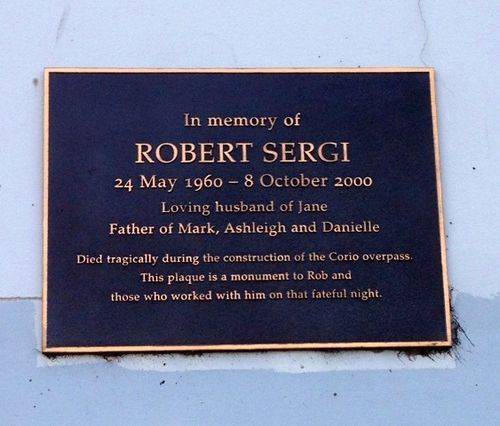 In memory of
ROBERT SERGI
24 May 1960 – 8 October 2000
Loving husband of Jane
Father of Mark, Ashleigh and Danielle
Died tragically during the construction of the Corio overpass.
This plaque is a monument to Rob and
those who worked with him on that fateful night.